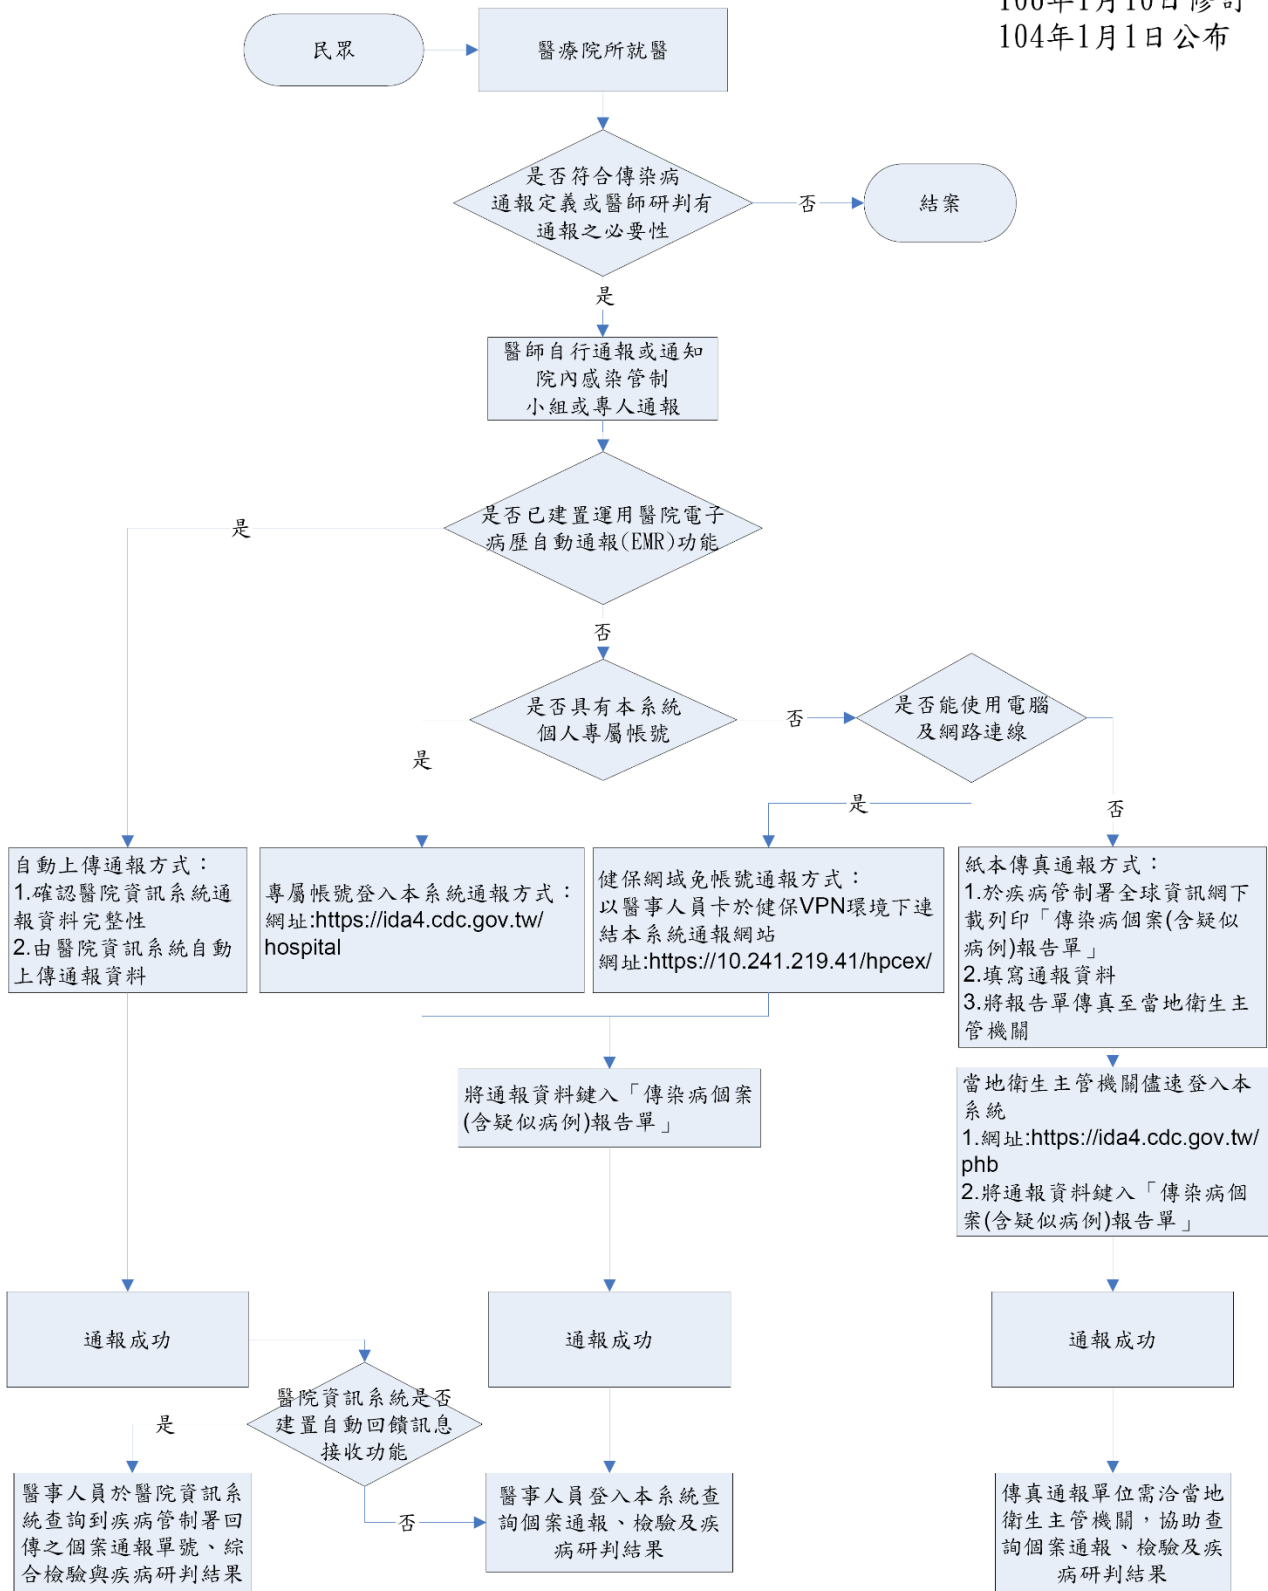 104年1月1日公布
民眾
醫療院所就醫
是否符合傳染病
通報定義或醫師研判有
通報之必要性
否
結案
是
醫師自行通報或通知
院內感染管制
小組或專人通報
是否已建置運用醫院電子
病歷自動通報(EMR)功能
是
否
是否具有本系統
個人專屬帳號
否
是否能使用電腦
及網路連線
是
是
否
自動上傳通報方式：
1.確認醫院資訊系統通
報資料完整性
2.由醫院資訊系統自動
上傳通報資料
專屬帳號登入本系統通報方式：
網址:https://ida4.cdc.gov.tw/
hospital
健保網域免帳號通報方式：
以醫事人員卡於健保VPN環境下連
結本系統通報網站
網址:https://10.241.219.41/hpcex/
紙本傳真通報方式：
1.於疾病管制署全球資訊網下
載列印「傳染病個案(含疑似
病例)報告單」
2.填寫通報資料
3.將報告單傳真至當地衛生主
管機關
將通報資料鍵入「傳染病個案
(含疑似病例)報告單」
當地衛生主管機關儘速登入本
系統
1.網址:https://ida4.cdc.gov.tw/
phb
2.將通報資料鍵入「傳染病個
案(含疑似病例)報告單」
通報成功
通報成功
通報成功
醫院資訊系統是否
建置自動回饋訊息
接收功能
是
否
醫事人員於醫院資訊系
統查詢到疾病管制署回
傳之個案通報單號、綜
合檢驗與疾病研判結果
醫事人員登入本系統查
詢個案通報、檢驗及疾
病研判結果
傳真通報單位需洽當地
衛生主管機關，協助查
詢個案通報、檢驗及疾
病研判結果